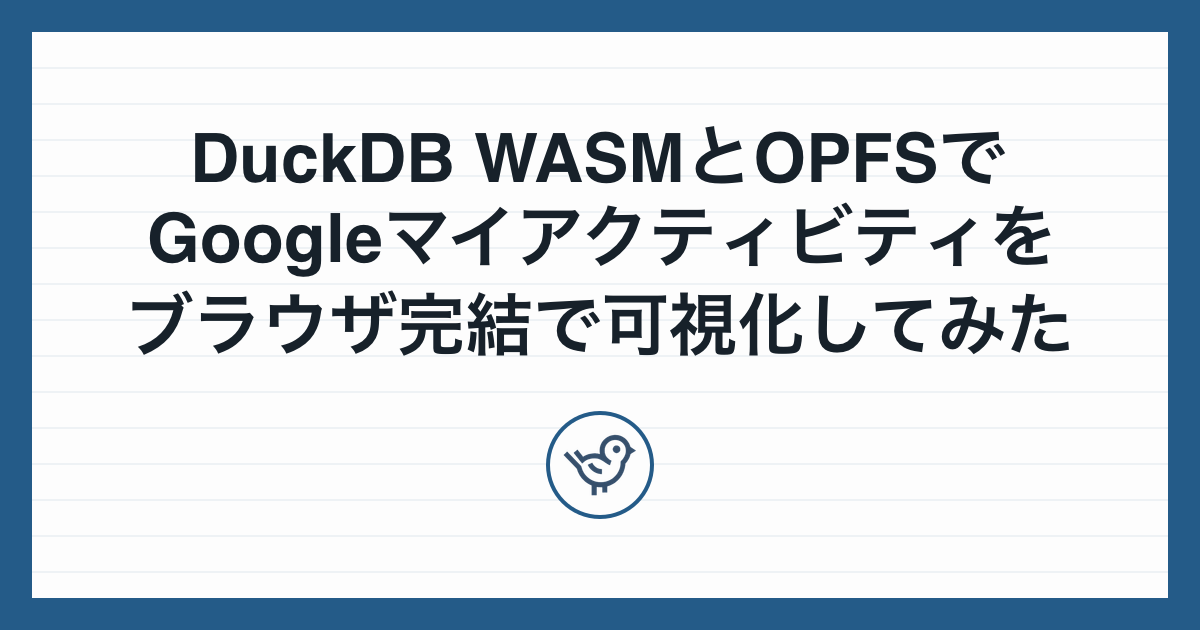 DuckDB WASMとOPFSで
Googleマイアクティビティを
ブラウザ完結で可視化してみた